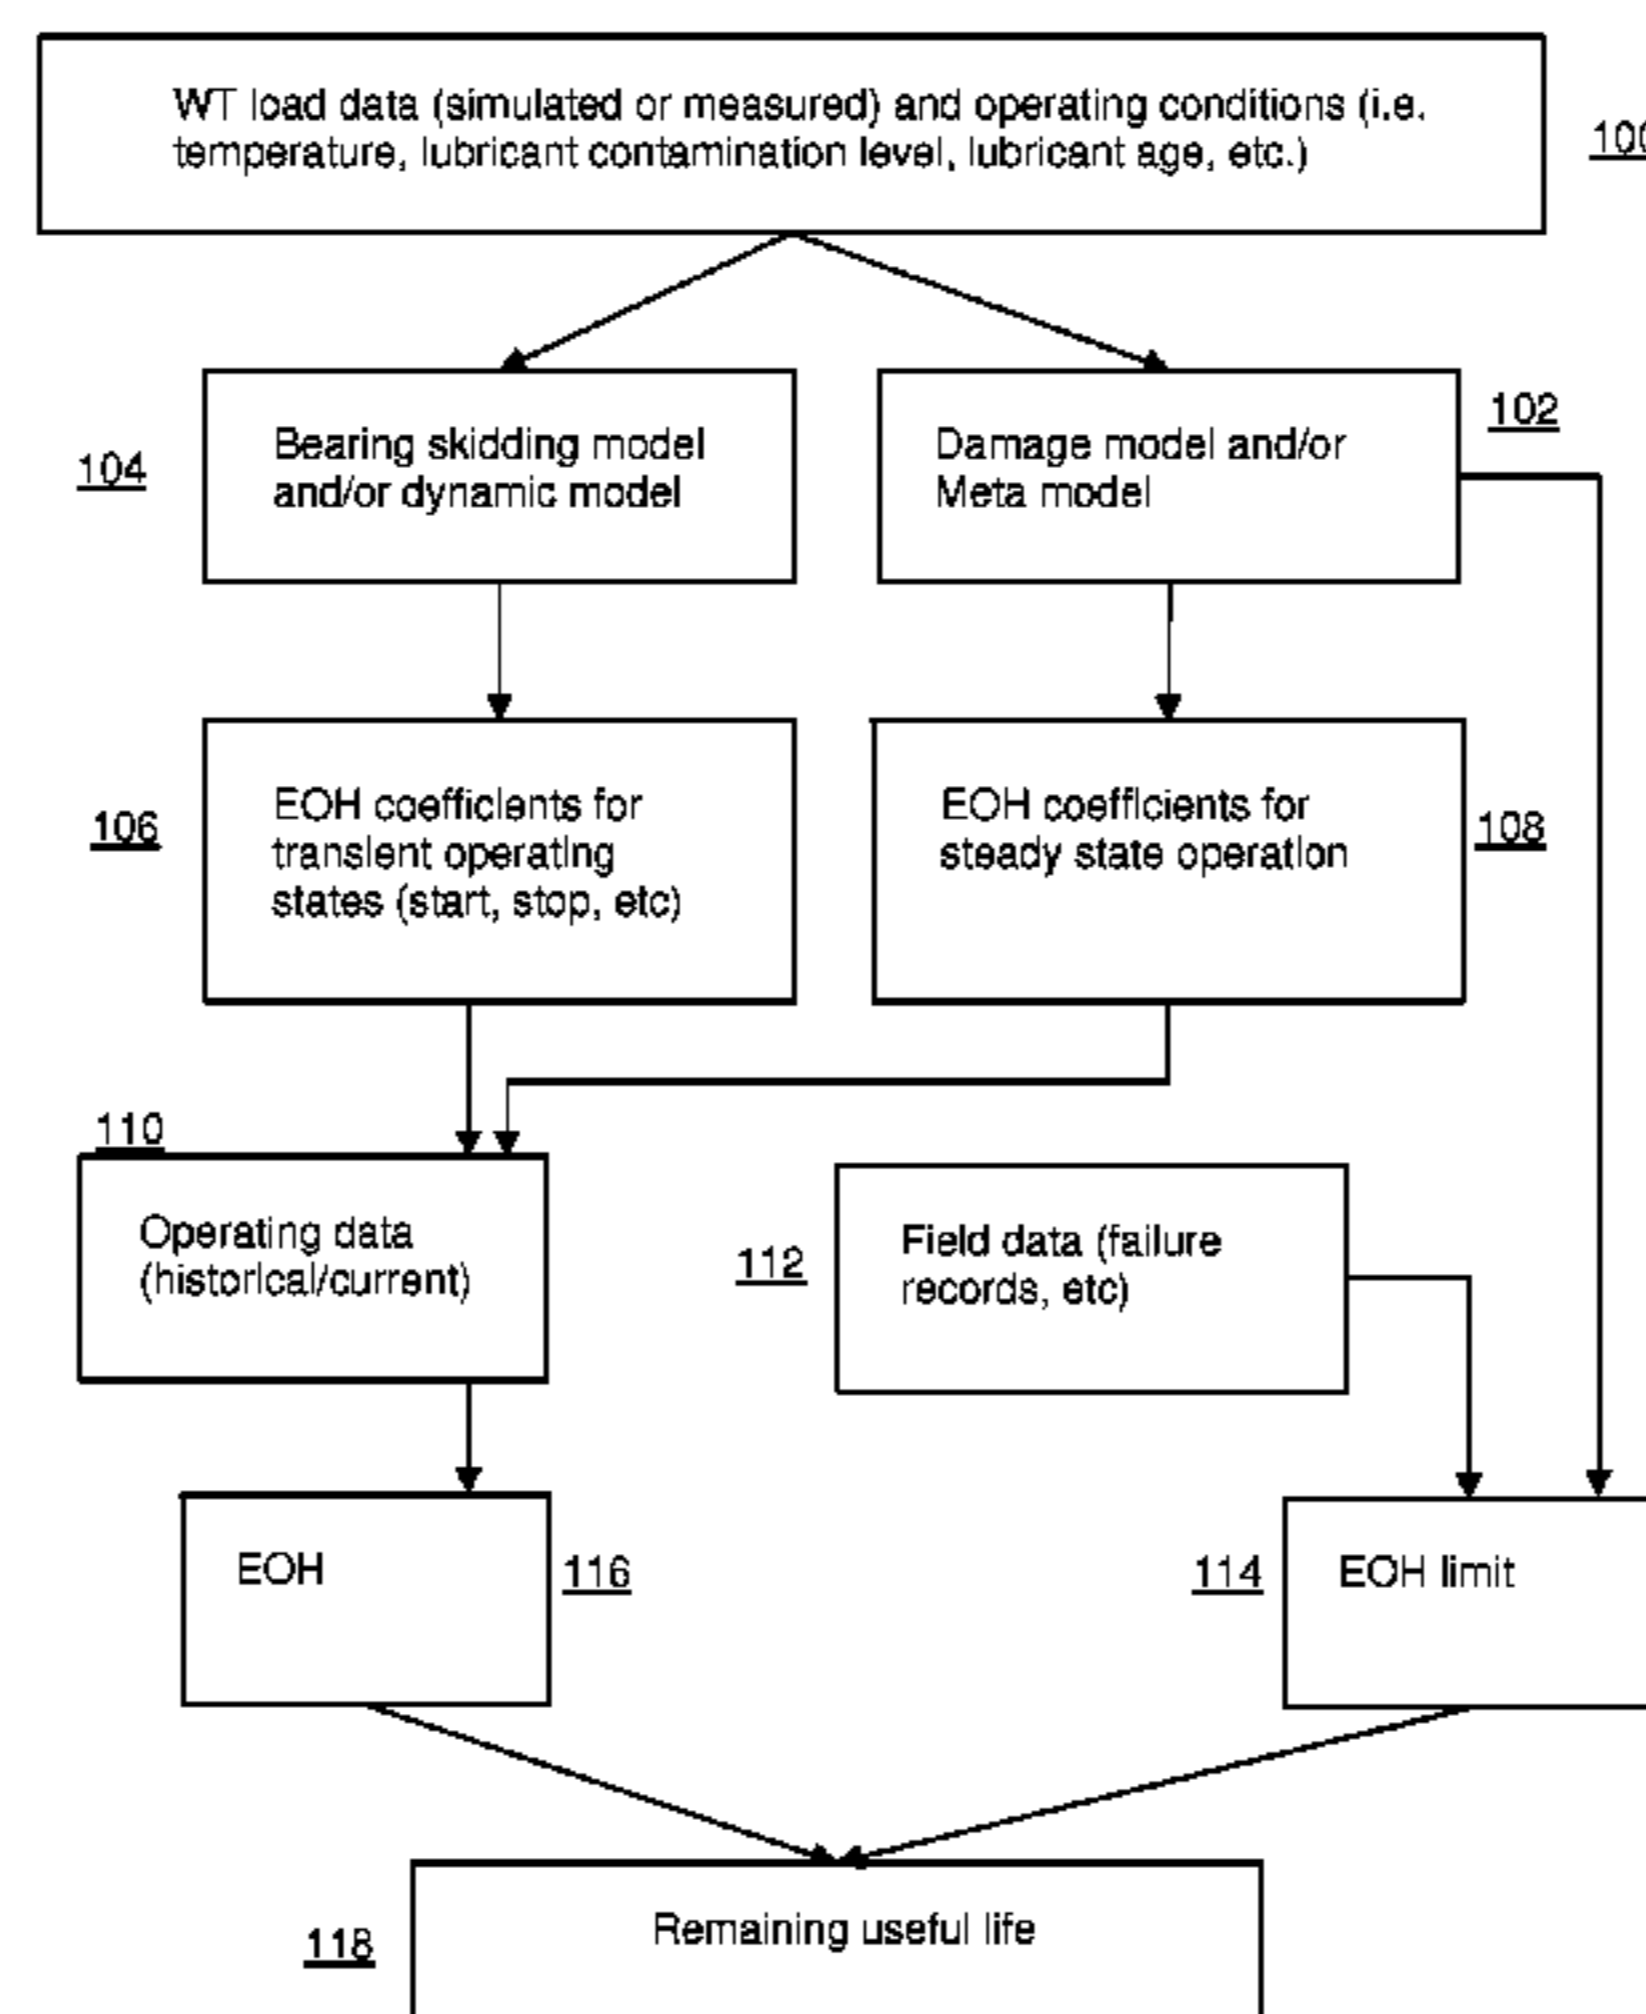 WT load data (simulated or measured) and operating conditions (i.e.
temperature, lubricant contamination level, lubricant age, etc.)
100
104
Bearing skidding model
and/or dynamic model
Damage model and/or
Meta model
102
106
EOH coefficients for
transient operating
states (start, stop, etc)
EOH coefficients for
steady state operation
108
110
Operating data
(historical/current)
112
Field data (failure
records, etc)
EOH
116
114
EOH limit
118
Remaining useful life